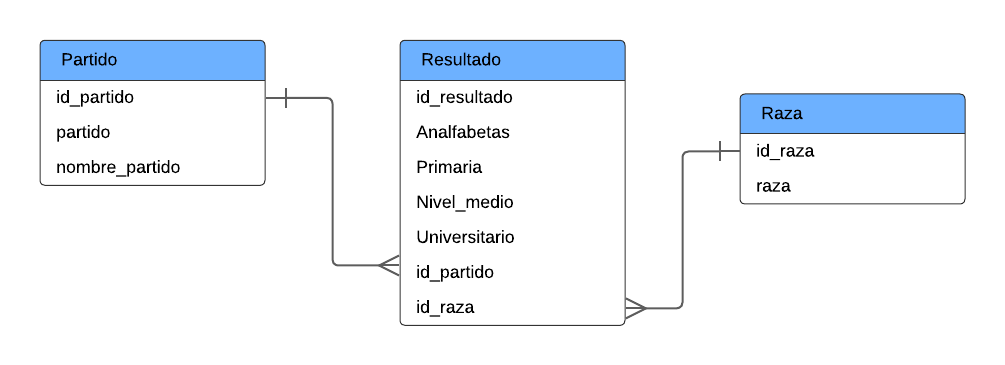 Partido
id_partido
partido
nombre_partido
Resultado
id_resultado
Analfabetas
Primaria
Nivel_medio
Universitario
id_partido
id_raza
Raza
id_raza
raza